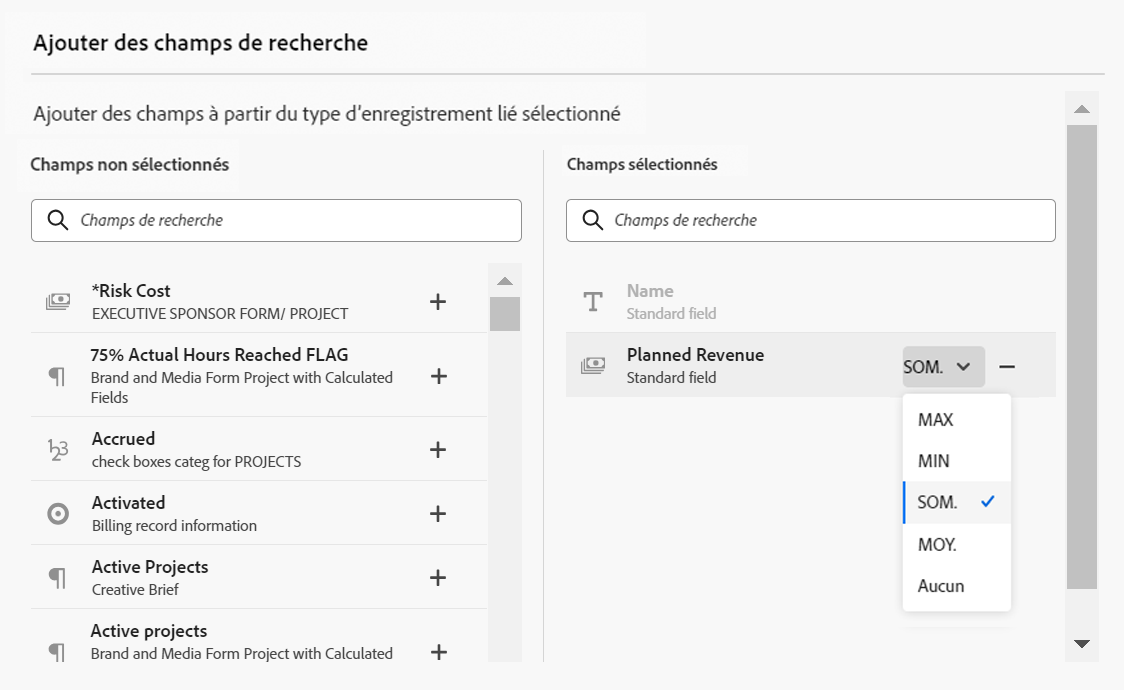 Ajouter des champs de recherche
Ajouter des champs à partir du type d'enregistrement lié sélectionné
Champs non sélectionnés
Champs de recherche
*Risk Cost
EXECUTIVE SPONSOR FORM/ PROJECT
75% Actual Hours Reached FLAG
Brand and Media Form Project with Calculated
Fields
Accrued
check boxes categ for PROJECTS
Activated
Billing record information
Active Projects
Creative Brief
Active projects
Brand and Media Form Project with Calculated
Champs sélectionnés
Champs de recherche
Name
Standard field
Planned Revenue
Standard field
SOM.
MAX
MIN
SOM.
MOY.
Aucun